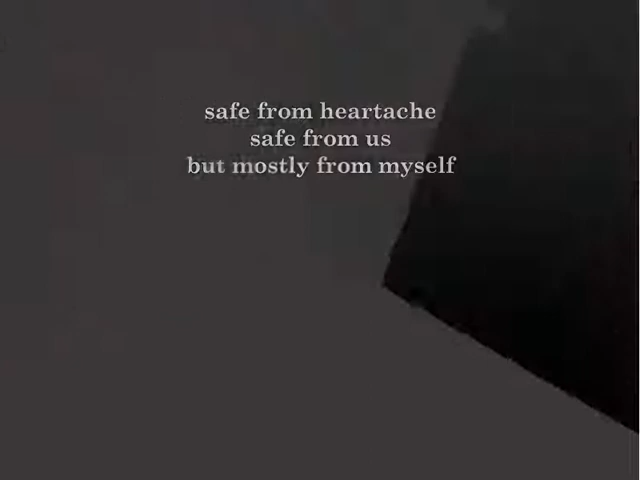 safe from heartache
safe from us
but mostly from myself